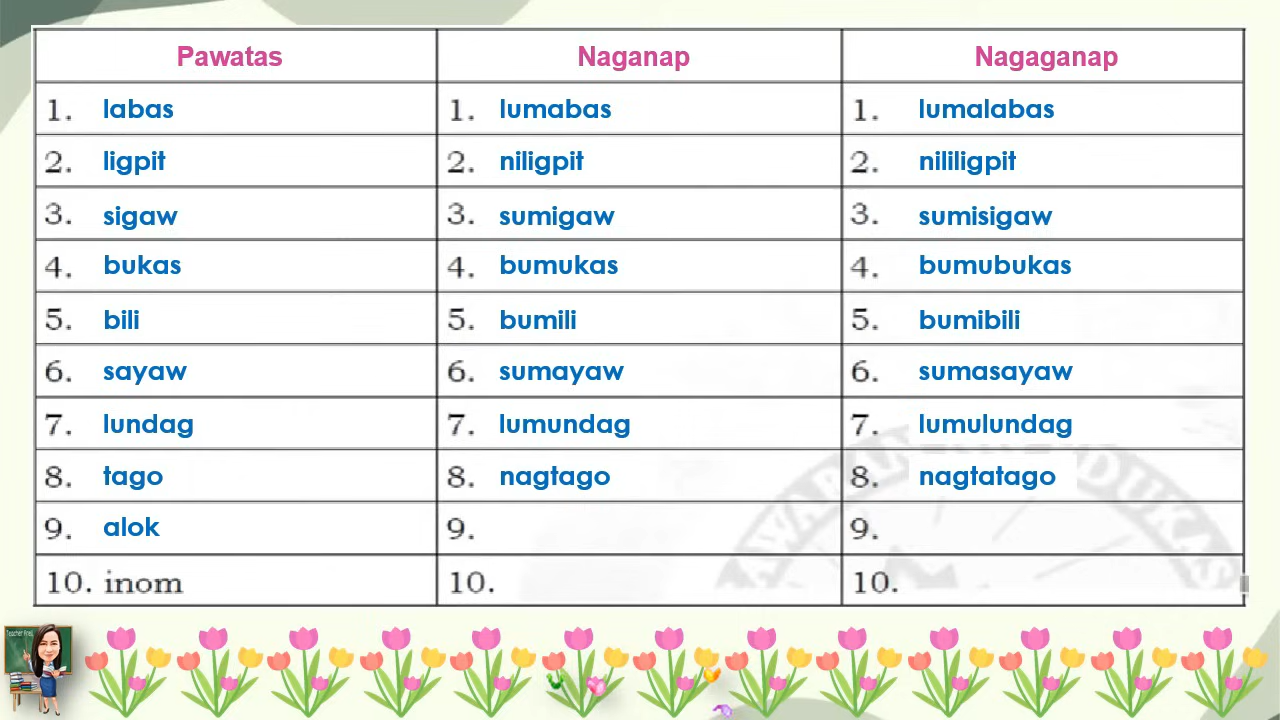 Pawatas Naganap Nagaganap
1. labas 1. lumabas 1. lumalabas
2. ligpit 2. niligpit 2. nililigpit
3. sigaw 3. sumigaw 3. sumisigaw
4. bukas 4. bumukas 4. bumubukas
5. bili 5. bumili 5. bumibili
6. sayaw 6. sumayaw 6. sumasayaw
7. lundag 7. lumundag 7. lumulundag
8. tago 8. nagtago 8. nagtatago
9. alok 9. 9.
10. inom 10. 10.